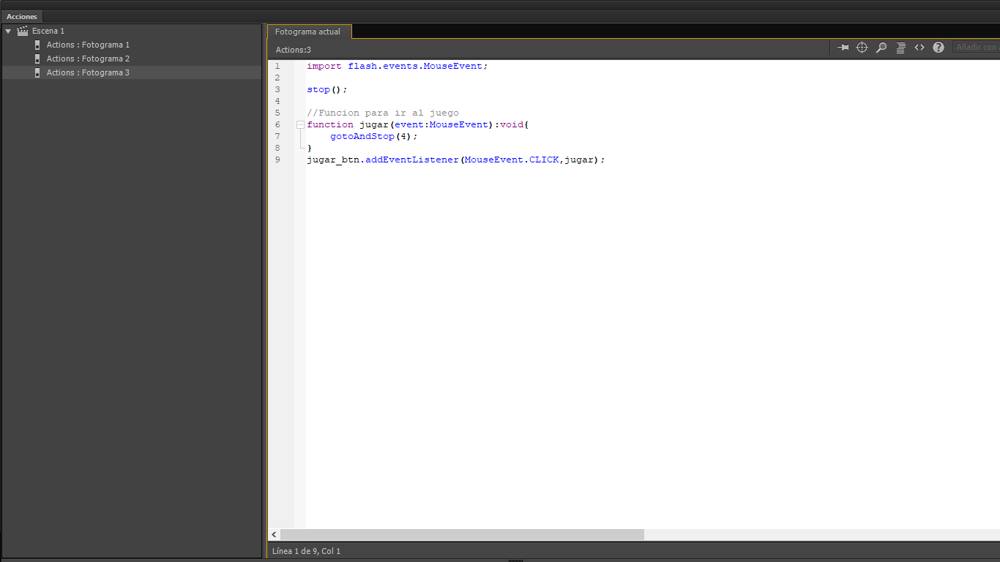 Acciones
Escena 1
Actions : Fotograma 1
Actions : Fotograma 2
Actions : Fotograma 3
Fotograma actual
Actions:3
Añadir con
1 import flash.events.MouseEvent;
2
3 stop();
4
5 //Funcion para ir al juego
6 function jugar(event:MouseEvent):void{
7 gotoAndStop(4);
8 }
9 jugar_btn.addEventListener(MouseEvent.CLICK,jugar);
Línea 1 de 9, Col 1